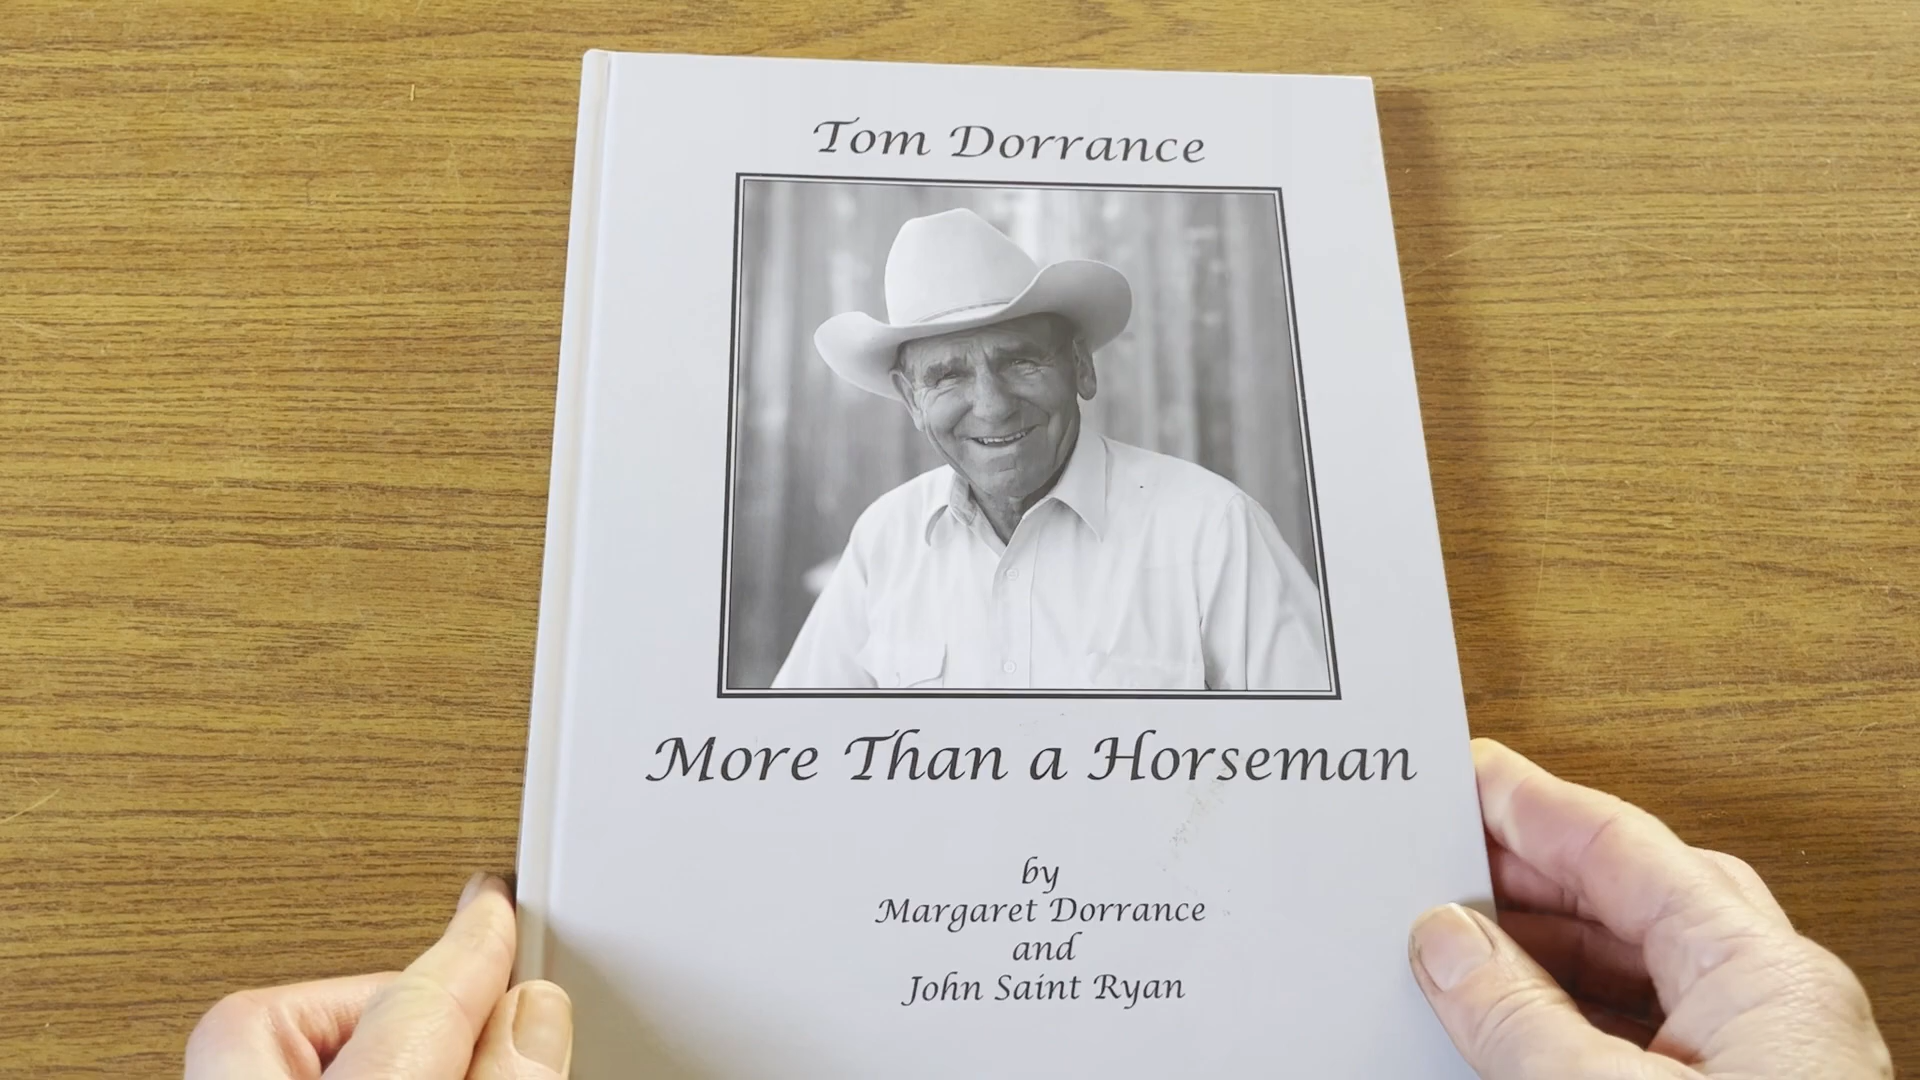 Tom Dorrance
More Than a Horseman
by
Margaret Dorrance
and
John Saint Ryan